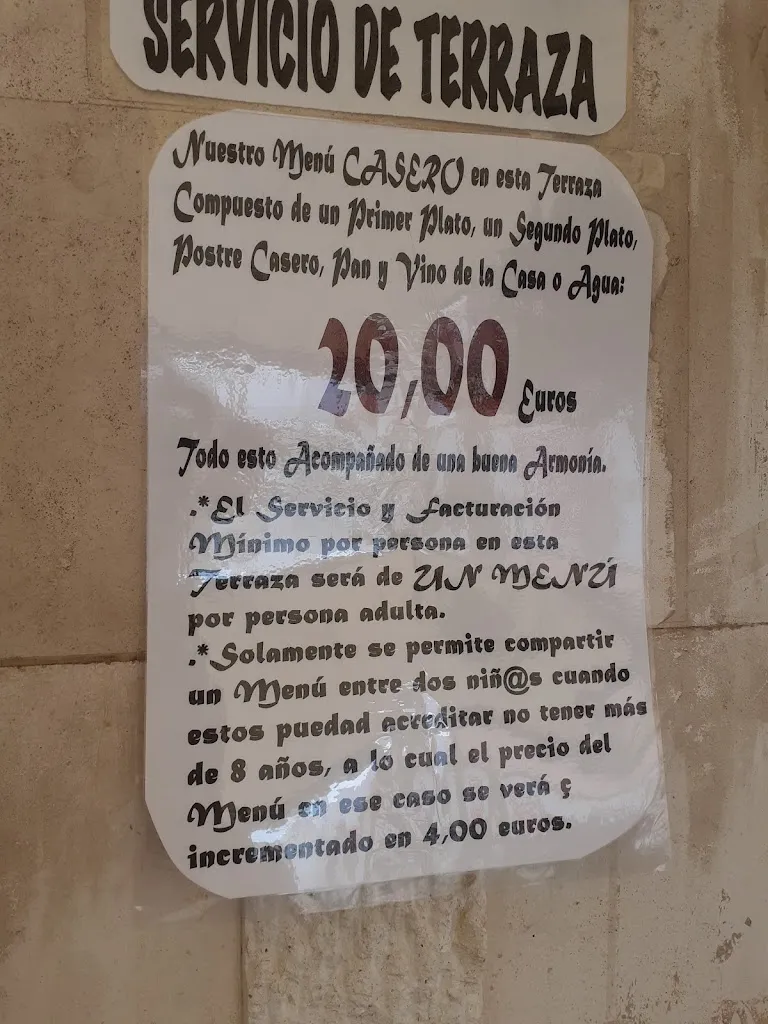 SERVICIO DE TERRAZA
Nuestro Menú CASERO en esta Terraza
Compuesto de un Primer Plato, un Segundo Plato,
Postre Casero, Pan y Vino de la Casa o Agua:
20,00 Euros
Todo esto Acompañado de una buena Armonía.
.*El Servicio y Facturación
Mínimo por persona en esta
Terraza será de UN MENÚ
por persona adulta.
.*Solamente se permite compartir
un Menú entre dos niñ@s cuando
estos puedad acreditar no tener más
de 8 años, a lo cual el precio del
Menú en ese caso se verá ç
incrementado en 4,00 euros.